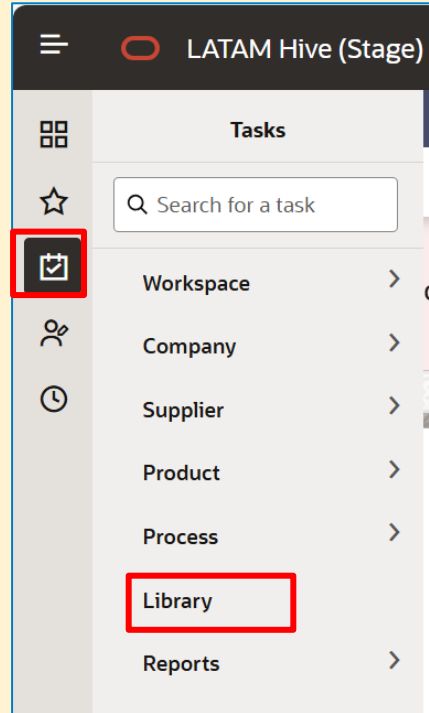 LATAM Hive (Stage)
Tasks
Search for a task
Workspace
Company
Supplier
Product
Process
Library
Reports